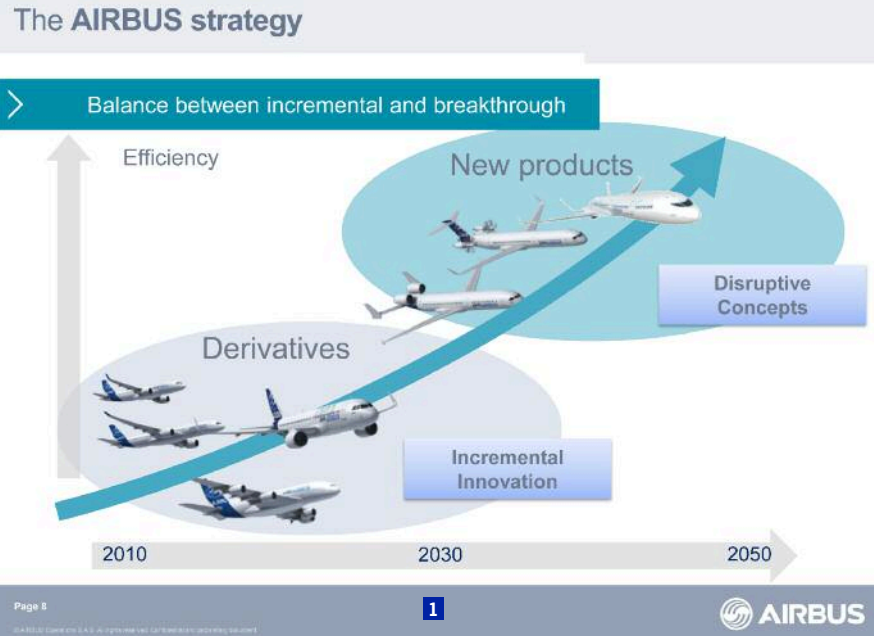 The AIRBUS strategy
Balance between incremental and breakthrough
Efficiency
New products
Disruptive
Concepts
Derivatives
Incremental
Innovation
2010 2030 2050
Page 8
1
AIRBUS